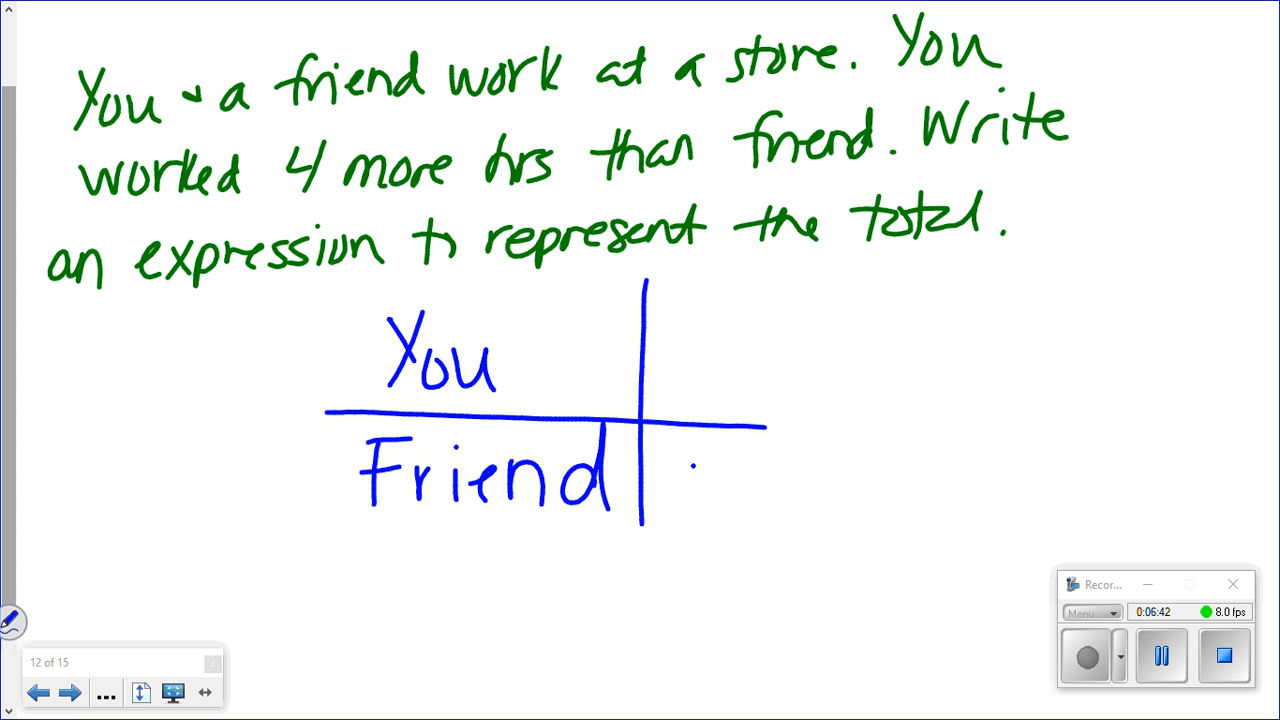 You & a friend work at a store. You
worked 4 more hrs than friend. Write
an expression to represent the total.
You
Friend
Recor...
Menu
0:06:42
8.0 fps
12 of 15